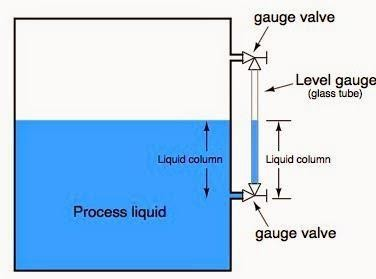 gauge valve
Level gauge
(glass tube)
Liquid column
Liquid column
Process liquid
gauge valve